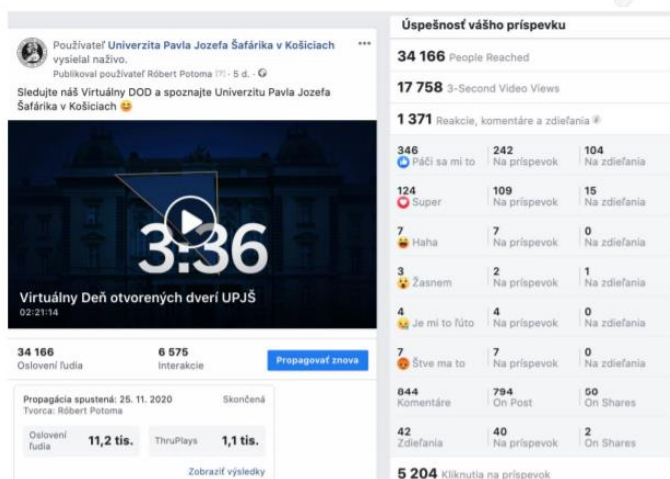 Používateľ Univerzita Pavla Jozefa Šafárika v Košiciach
vysielal naživo.
Publikoval používateľ Róbert Potoma [?] · 5 d. ·
Sledujte náš Virtuálny DOD a spoznajte Univerzitu Pavla Jozefa
Šafárika v Košiciach
3:36
Virtuálny Deň otvorených dverí UPJŠ
02:21:14
34 166
6 575
Oslovení ľudia
Interakcie
Propagovať znova
Propagácia spustená: 25. 11. 2020
Skončená
Tvorca: Róbert Potoma
Oslovení ľudia
11,2 tis.
ThruPlays
1,1 tis.
Zobraziť výsledky
Úspešnosť vášho príspevku
34 166 People Reached
17 758 3-Second Video Views
1 371 Reakcie, komentáre a zdieľania
346 242 104
Páči sa mi to Na príspevok Na zdieľania
124 109 15
Super Na príspevok Na zdieľania
7 7 0
Haha Na príspevok Na zdieľania
3 2 1
Žasnem Na príspevok Na zdieľania
4 4 0
Je mi to ľúto Na príspevok Na zdieľania
7 7 0
Štve ma to Na príspevok Na zdieľania
844 794 50
Komentáre On Post On Shares
42 40 2
Zdieľania Na príspevok On Shares
5 204 Kliknutia na príspevok